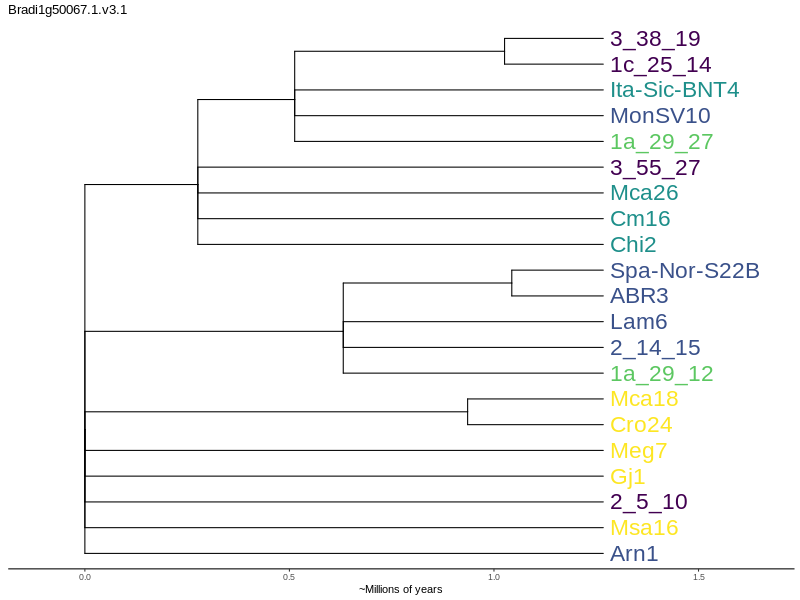 Bradi1g50067.1.v3.1
3_38_19
1c_25_14
Ita-Sic-BNT4
MonSV10
1a_29_27
3_55_27
Mca26
Cm16
Chi2
Spa-Nor-S22B
ABR3
Lam6
2_14_15
1a_29_12
Mca18
Cro24
Meg7
Gj1
2_5_10
Msa16
Arn1
0.0 0.5 1.0 1.5
~Millions of years